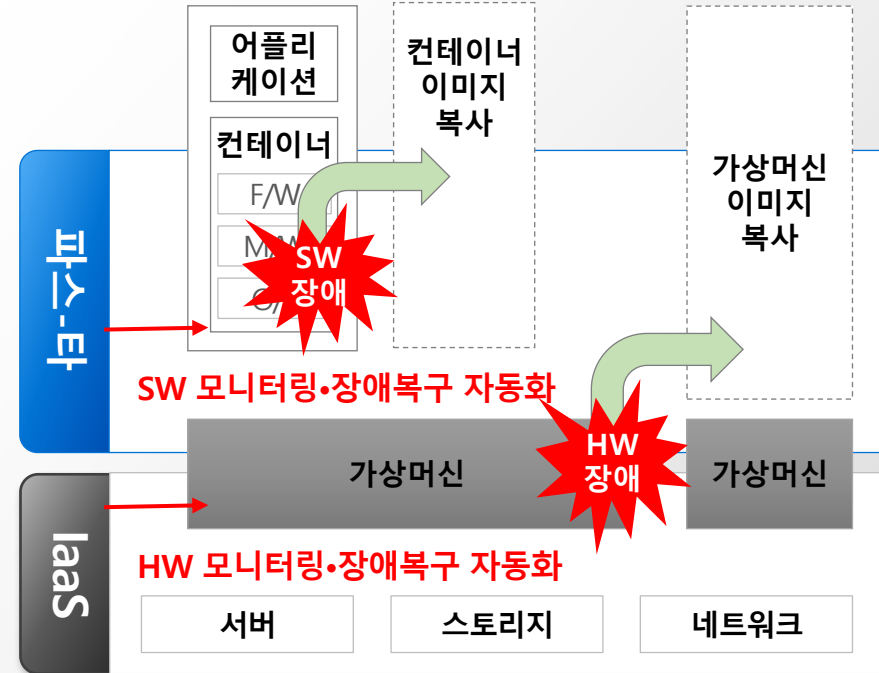 어플리
케이션
컨테이너
이미지
복사
컨테이너
F/W
SW
장애
가상머신
이미지
복사
파스-타
SW 모니터링•장애복구 자동화
HW
장애
가상머신
가상머신
IaaS
HW 모니터링•장애복구 자동화
서버
스토리지
네트워크